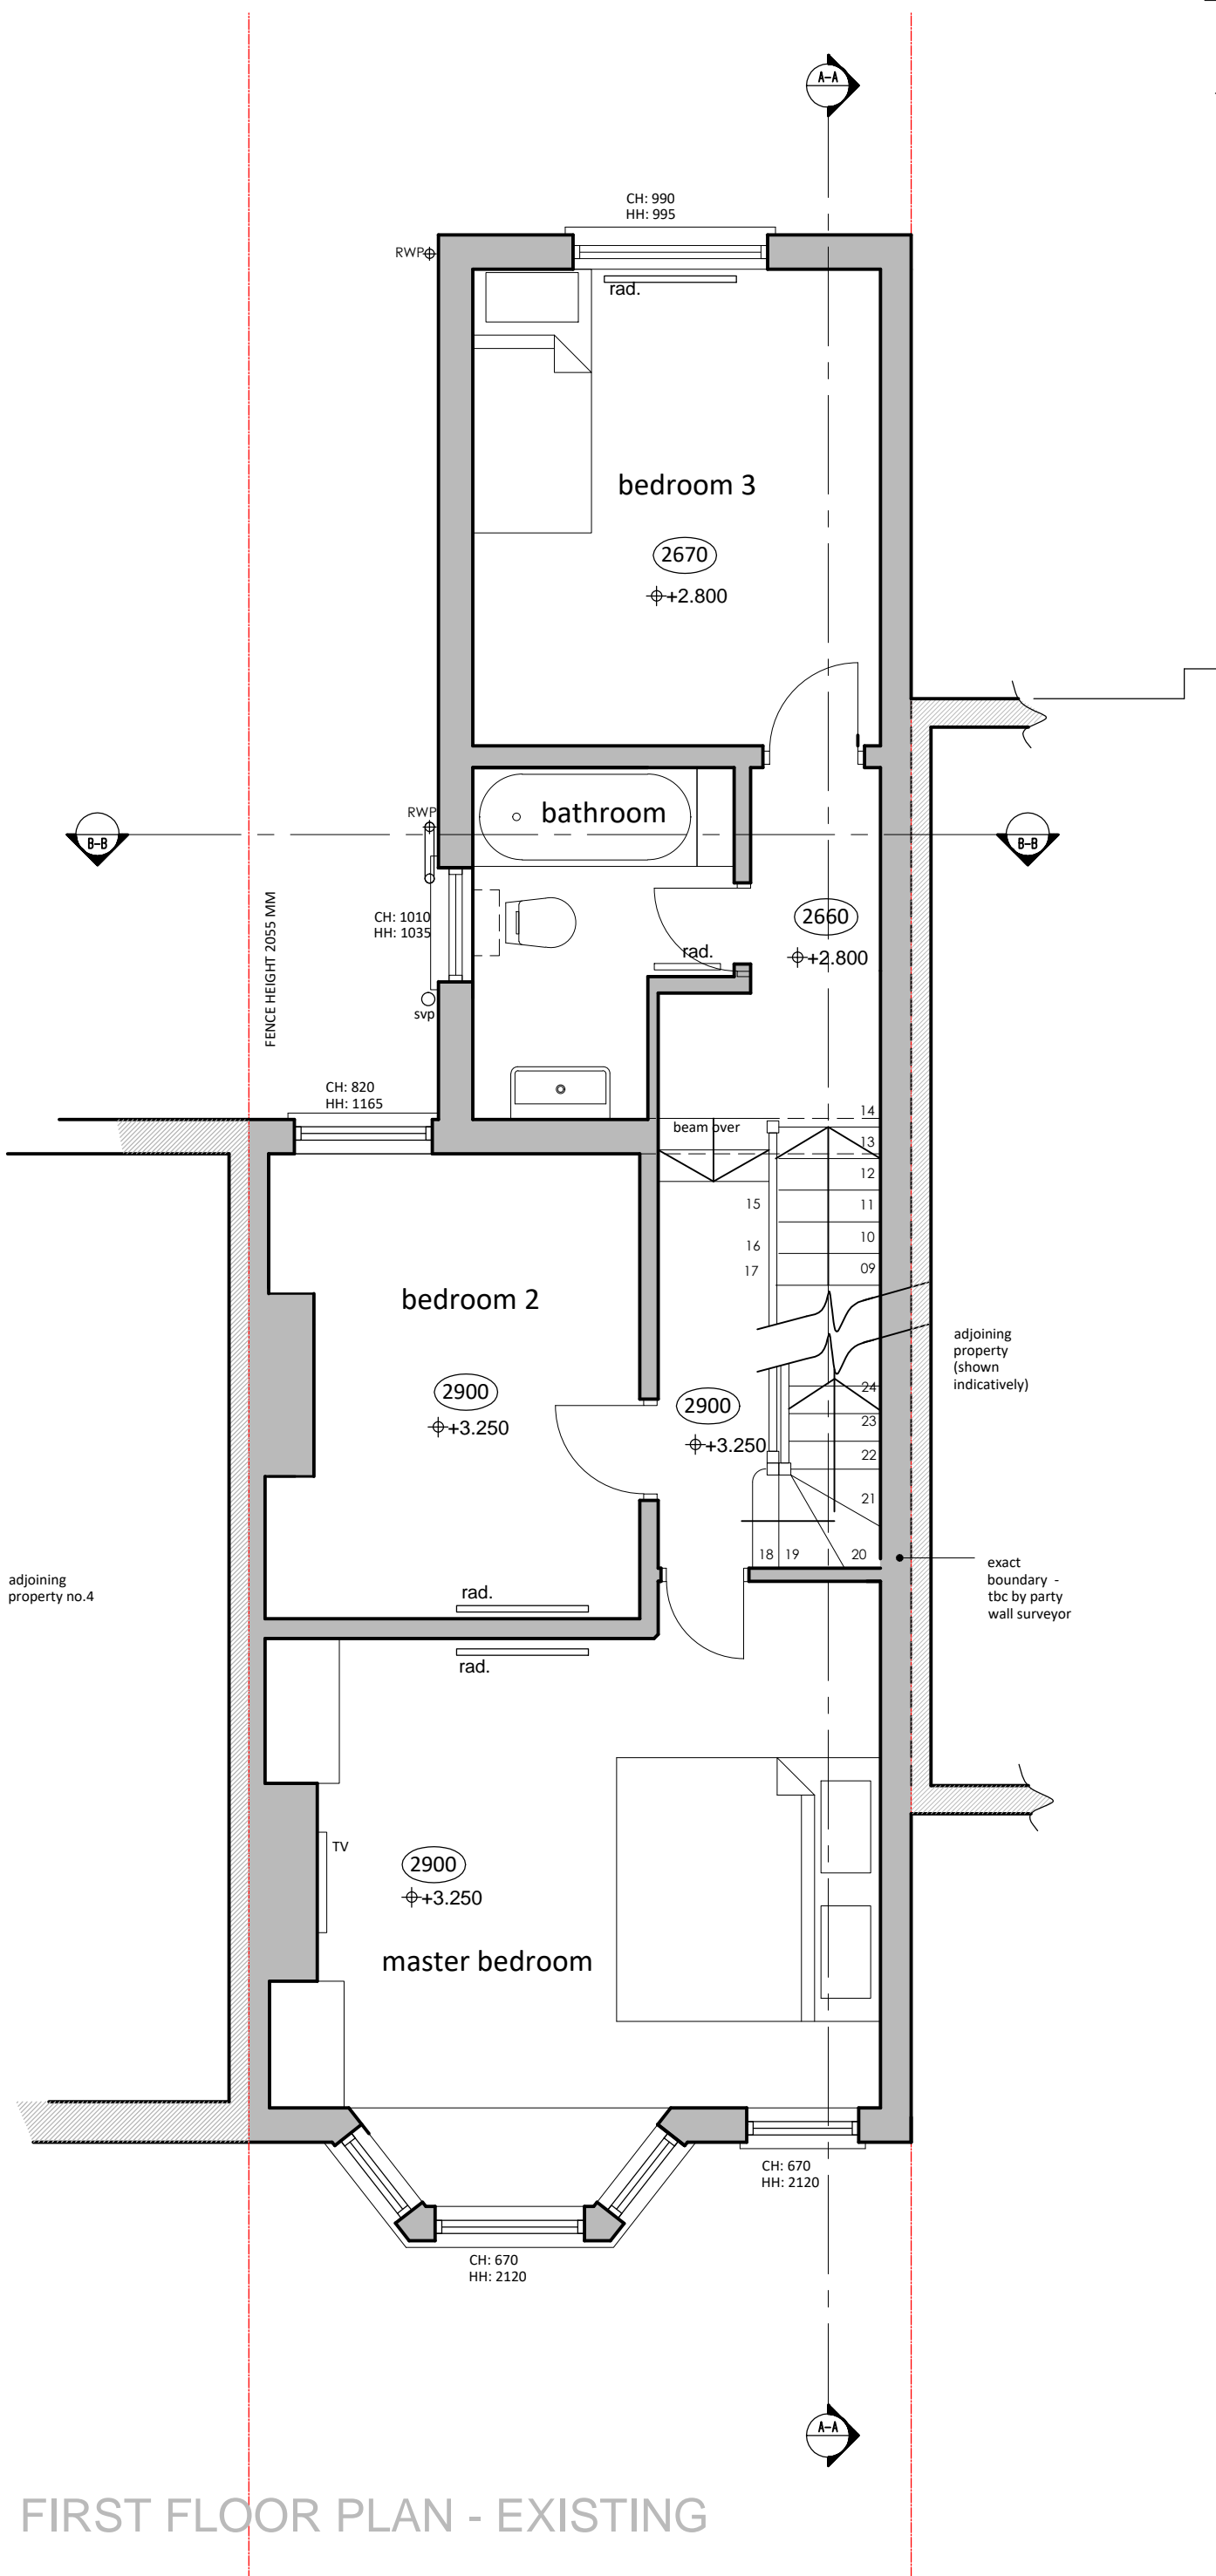 A-A
CH: 990
HH: 995
RWP
rad.
bedroom 3
2670
+2.800
bathroom
RWP
B-B
B-B
FENCE HEIGHT 2055 MM
CH: 1010
HH: 1035
2660
+2.800
rad.
svp
CH: 820
HH: 1165
beam over
14
13
12
11
10
09
15
16
17
bedroom 2
2900
+3.250
2900
+3.250
adjoining
property
(shown
indicatively)
24
23
22
21
20
19
18
exact
boundary -
tbc by party
wall surveyor
adjoining
property no.4
rad.
rad.
TV
2900
+3.250
master bedroom
CH: 670
HH: 2120
CH: 670
HH: 2120
A-A
FIRST FLOOR PLAN - EXISTING